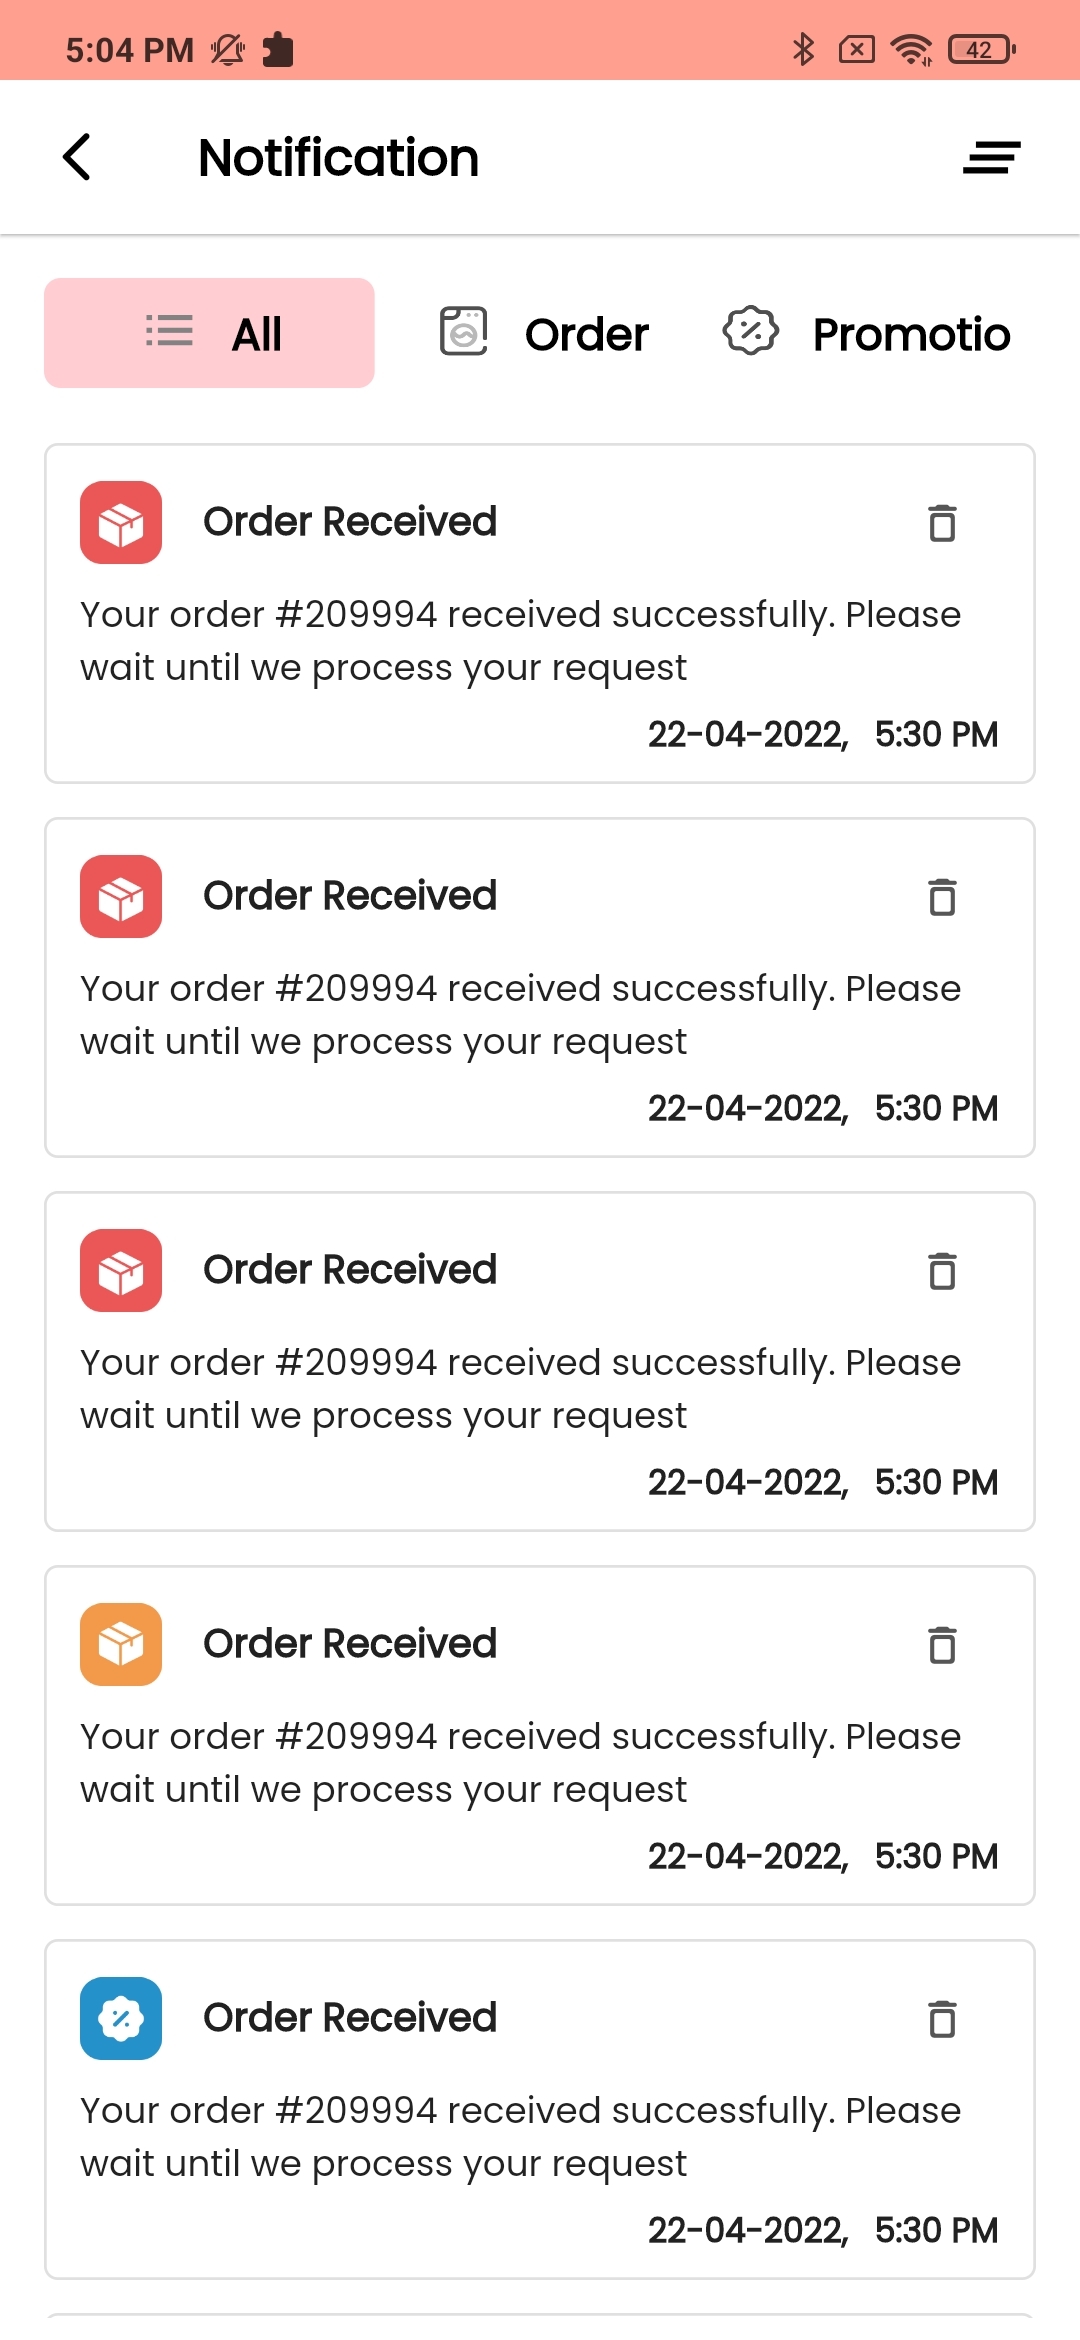 5:04 PM
42
Notification
All
Order
Promotio
Order Received
Your order #209994 received successfully. Please
wait until we process your request
22-04-2022, 5:30 PM
Order Received
Your order #209994 received successfully. Please
wait until we process your request
22-04-2022, 5:30 PM
Order Received
Your order #209994 received successfully. Please
wait until we process your request
22-04-2022, 5:30 PM
Order Received
Your order #209994 received successfully. Please
wait until we process your request
22-04-2022, 5:30 PM
Order Received
Your order #209994 received successfully. Please
wait until we process your request
22-04-2022, 5:30 PM